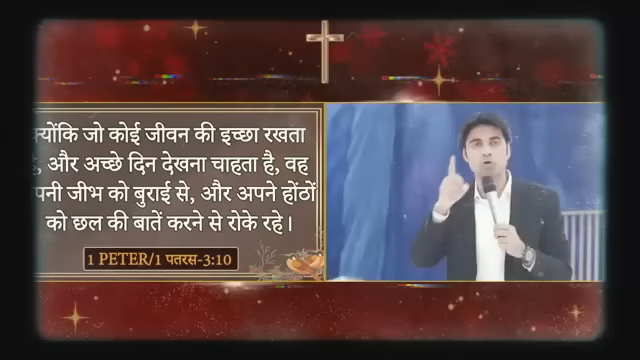 क्योंकि जो कोई जीवन की इच्छा रखता
है, और अच्छे दिन देखना चाहता है, वह
पनी जीभ को बुराई से, और अपने होंठों
को छल की बातें करने से रोके रहे।
1 PETER/1 पतरस-3:10